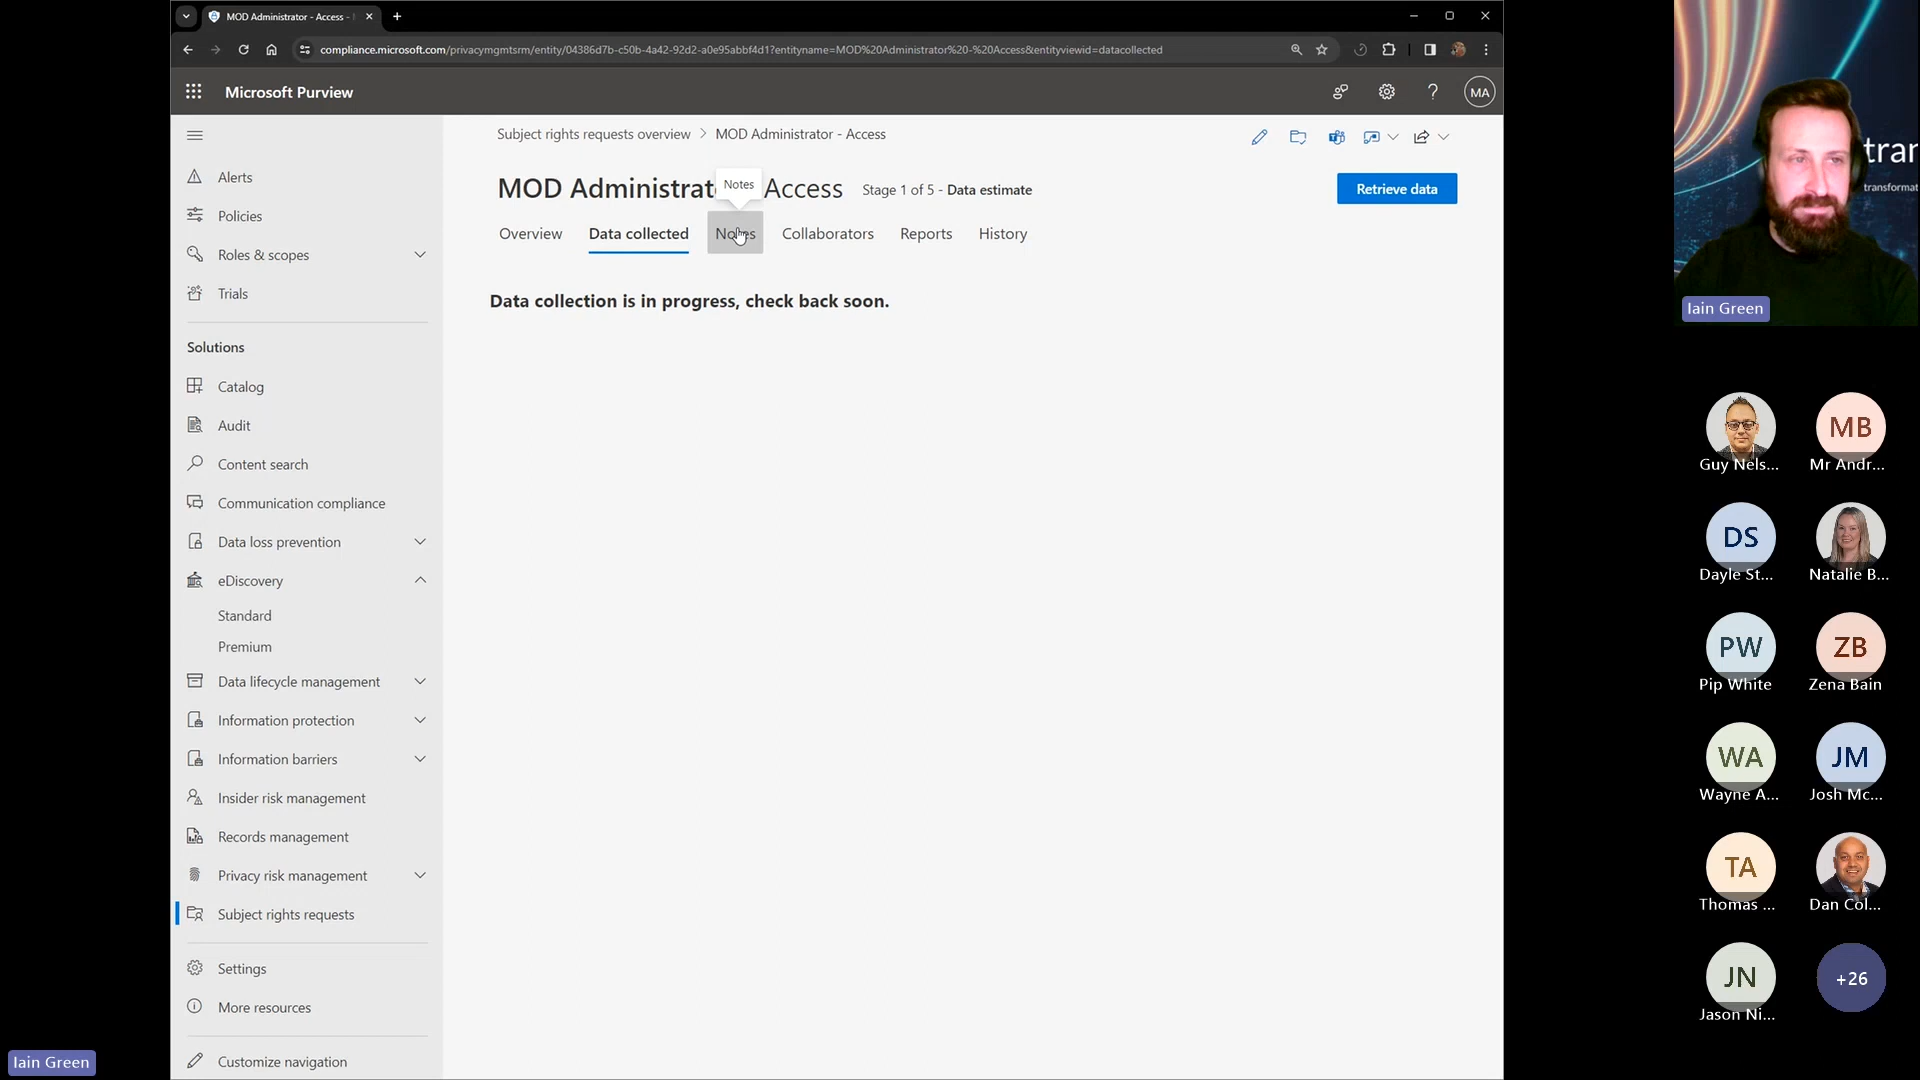 MOD Administrator - Access -
compliance.microsoft.com/privacymgmtsrm/entity/04386d7b-c50b-4a42-92d2-a0e95abbf4d1?entityname=MOD%20Administrator%20-%20Access&entityviewid=datacollected
Microsoft Purview
MA
Subject rights requests overview > MOD Administrator - Access
Notes
MOD Administrat Access Stage 1 of 5 - Data estimate
Retrieve data
Overview Data collected Notes Collaborators Reports History
Data collection is in progress, check back soon.
Alerts
Policies
Roles & scopes
Trials
Solutions
Catalog
Audit
Content search
Communication compliance
Data loss prevention
eDiscovery
Standard
Premium
Data lifecycle management
Information protection
Information barriers
Insider risk management
Records management
Privacy risk management
Subject rights requests
Settings
More resources
Customize navigation
Iain Green
tran
transformat
Iain Green
Guy Nels...
MB
Mr Andr...
DS
Dayle St...
Natalie B...
PW
Pip White
ZB
Zena Bain
WA
Wayne A...
JM
Josh Mc...
TA
Thomas ...
Dan Col...
JN
Jason Ni...
+26